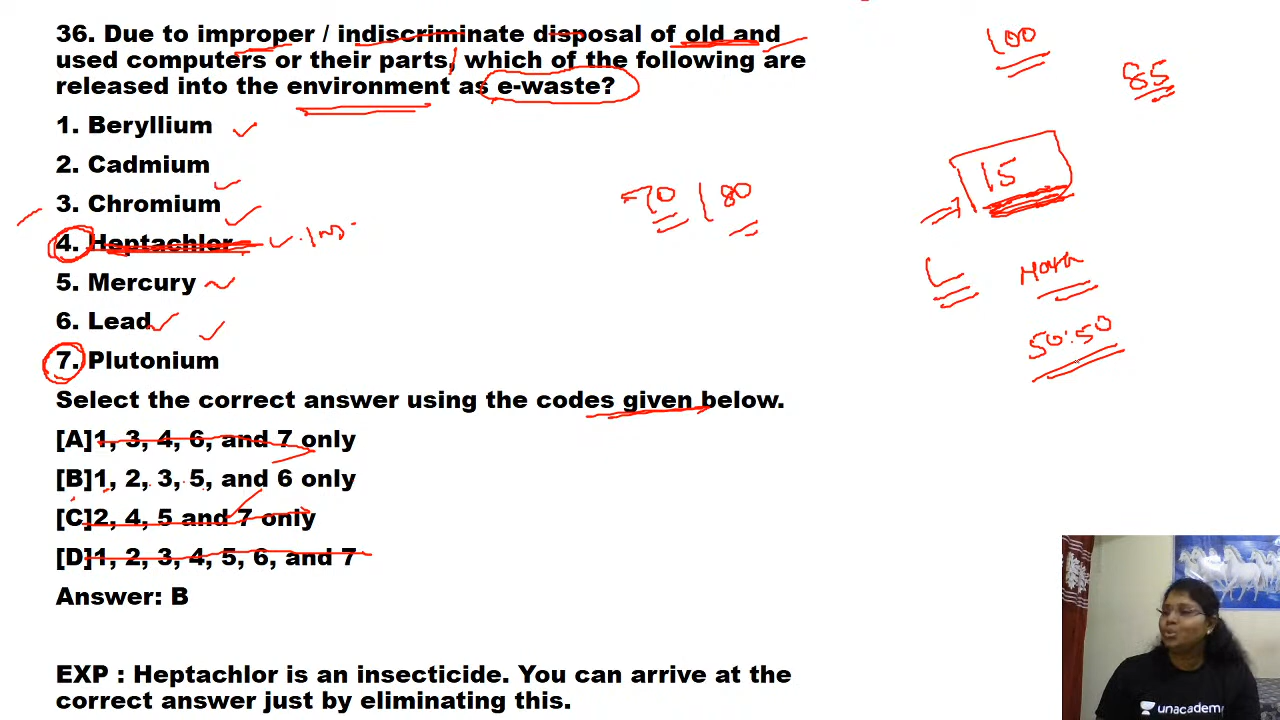 36. Due to improper / indiscriminate disposal of old and
used computers or their parts, which of the following are
released into the environment as e-waste?
1. Beryllium
2. Cadmium
3. Chromium
4. Heptachlor
5. Mercury
6. Lead
7. Plutonium
Select the correct answer using the codes given below.
[A]1, 3, 4, 6, and 7 only
[B]1, 2, 3, 5, and 6 only
[C]2, 4, 5 and 7 only
[D]1, 2, 3, 4, 5, 6, and 7
Answer: B
EXP : Heptachlor is an insecticide. You can arrive at the
correct answer just by eliminating this.
100
85
15
70 | 80
L
50:50
unacademy